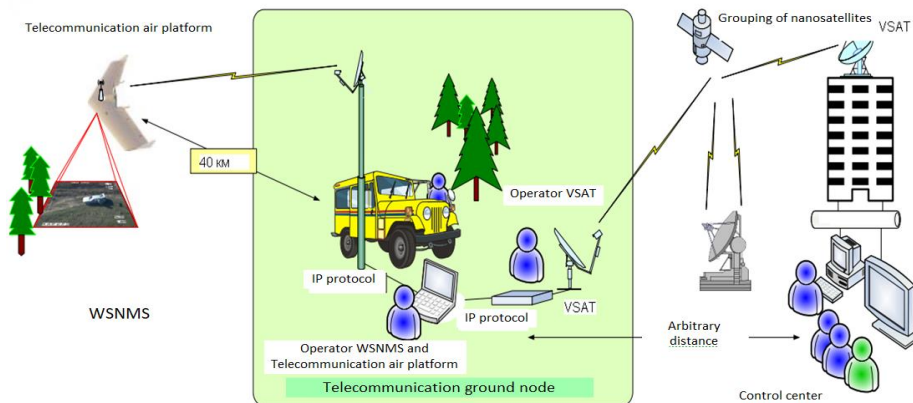 Telecommunication air platform
Grouping of nanosatellites
VSAT
40 КМ
Operator VSAT
IP protocol
WSNMS
IP protocol
VSAT
Operator WSNMS and
Telecommunication air platform
Arbitrary
distance
Telecommunication ground node
Control center